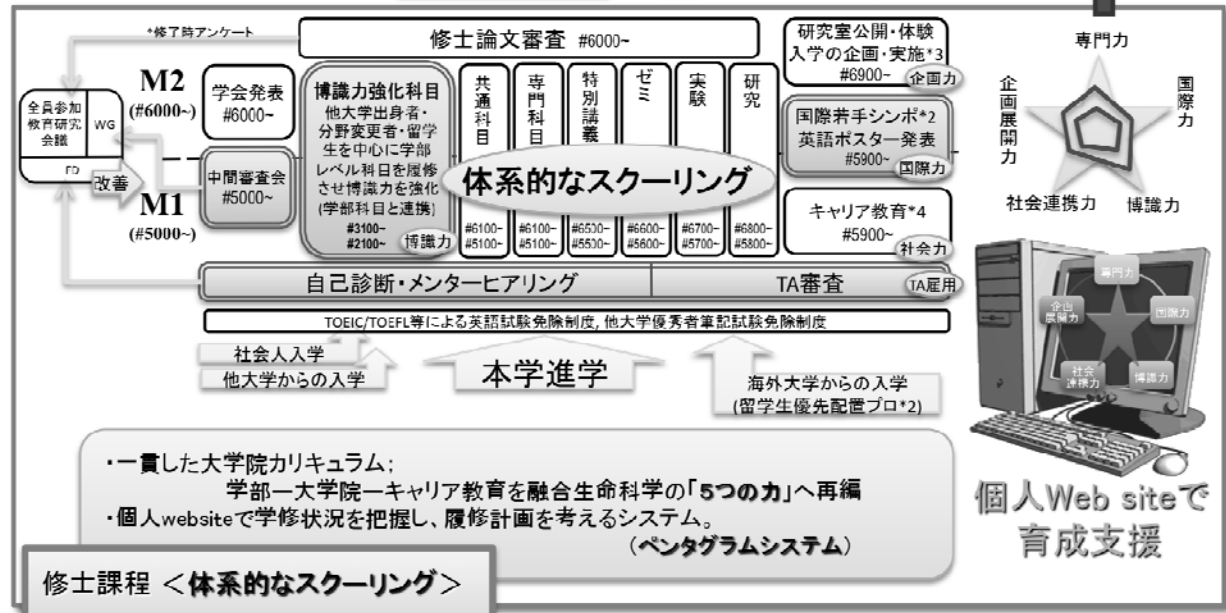 *修了時アンケート
修士論文審査 #6000~
研究室公開・体験
入学の企画・実施*3
#6900~
企画力
M2
(#6000~)
学会発表
#6000~
全員参加
教育研究
会議
WG
FD
改善
M1
(#5000~)
中間審査会
#5000~
博識力強化科目
他大学出身者・
分野変更者・留学
生を中心に学部
レベル科目を履修
させ博識力を強化
(学部科目と連携)
#3100~
#2100~
博識力
共通科目
#6100~
#5100~
専門科目
#6100~
#5100~
特別講義
#6500~
#5500~
ゼミ
#6600~
#5600~
実験
#6700~
#5700~
研究
#6800~
#5800~
体系的なスクーリング
国際若手シンポ*2
英語ポスター発表
#5900~
国際力
キャリア教育*4
#5900~
社会力
自己診断・メンターヒアリング
TA審査
TA雇用
TOEIC/TOEFL等による英語試験免除制度, 他大学優秀者筆記試験免除制度
社会人入学
他大学からの入学
本学進学
海外大学からの入学
(留学生優先配置プロ*2)
専門力
国際力
博識力
社会連携力
企画展開力
専門力
企画
展開力
国際力
社会
連携力
博識力
個人Web siteで
育成支援
・一貫した大学院カリキュラム;
学部ー大学院ーキャリア教育を融合生命科学の「5つの力」へ再編
・個人websiteで学修状況を把握し、履修計画を考えるシステム。
(ペンタグラムシステム)
修士課程 <体系的なスクーリング>